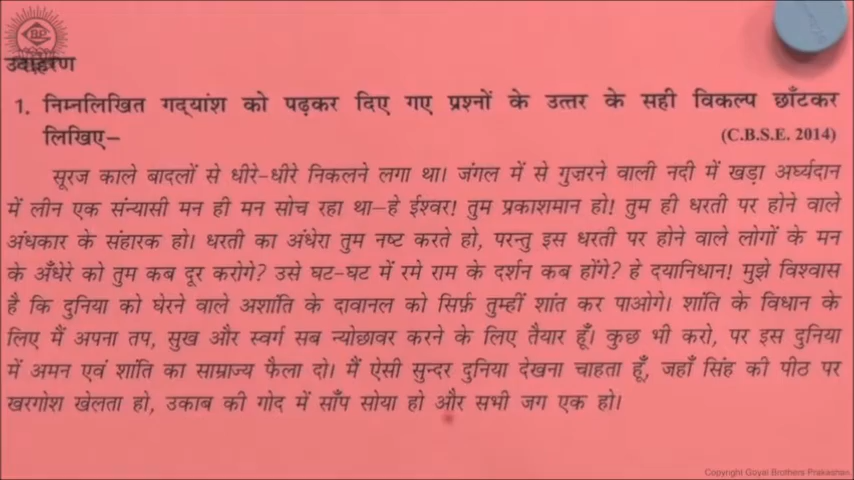 उदाहरण
1. निम्नलिखित गद्यांश को पढ़कर दिए गए प्रश्नों के उत्तर के सही विकल्प छाँटकर
लिखिए– (C.B.S.E. 2014)
सूरज काले बादलों से धीरे-धीरे निकलने लगा था। जंगल में से गुज़रने वाली नदी में खड़ा अर्घ्यदान
में लीन एक संन्यासी मन ही मन सोच रहा था–हे ईश्वर! तुम प्रकाशमान हो! तुम ही धरती पर होने वाले
अंधकार के संहारक हो। धरती का अंधेरा तुम नष्ट करते हो, परन्तु इस धरती पर होने वाले लोगों के मन
के अँधेरे को तुम कब दूर करोगे? उसे घट-घट में रमे राम के दर्शन कब होंगे? हे दयानिधान! मुझे विश्वास
है कि दुनिया को घेरने वाले अशांति के दावानल को सिर्फ़ तुम्हीं शांत कर पाओगे। शांति के विधान के
लिए मैं अपना तप, सुख और स्वर्ग सब न्योछावर करने के लिए तैयार हूँ। कुछ भी करो, पर इस दुनिया
में अमन एवं शांति का साम्राज्य फैला दो। मैं ऐसी सुन्दर दुनिया देखना चाहता हूँ, जहाँ सिंह की पीठ पर
खरगोश खेलता हो, उकाब की गोद में साँप सोया हो और सभी जग एक हो।
Copyright Goyal Brothers Prakashan